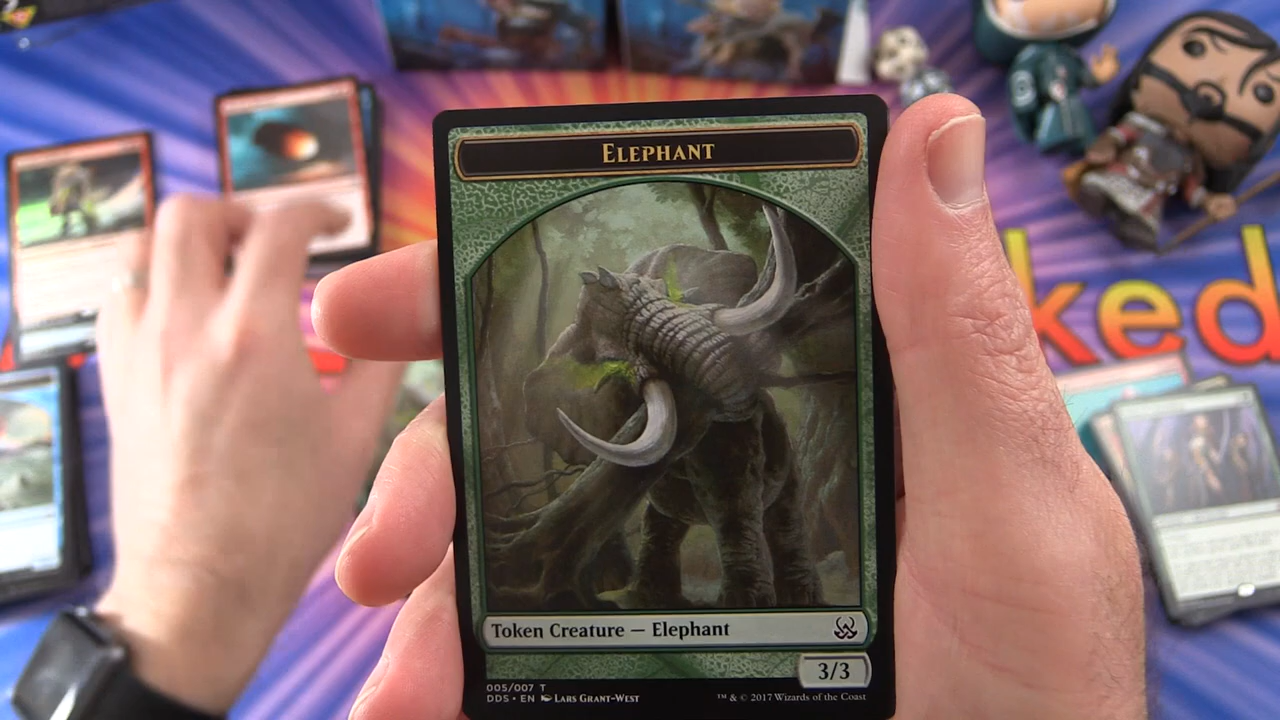 ELEPHANT
ked
Token Creature — Elephant
3/3
005/007 T
DDS • EN Lars Grant-West
™ & © 2017 Wizards of the Coast